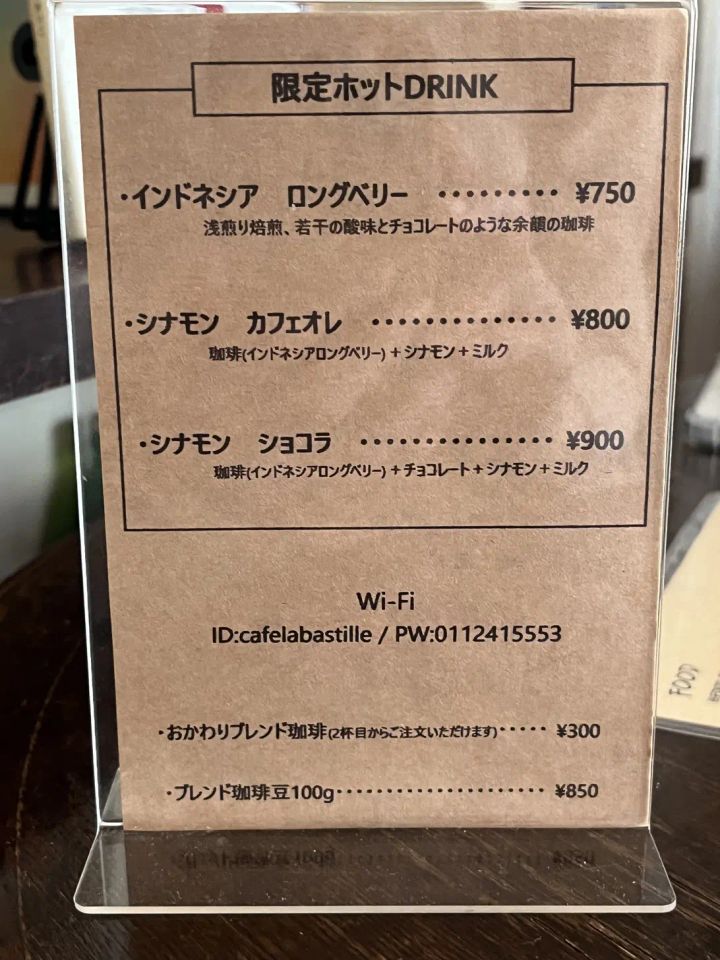 限定ホットDRINK
・インドネシア　ロングベリー ・・・・・・・・・ ¥750
浅煎り焙煎、若干の酸味とチョコレートのような余韻の珈琲
・シナモン　カフェオレ ・・・・・・・・・・・・・・ ¥800
珈琲(インドネシアロングベリー)＋シナモン＋ミルク
・シナモン　ショコラ ・・・・・・・・・・・・・・・ ¥900
珈琲(インドネシアロングベリー)＋チョコレート＋シナモン＋ミルク
Wi-Fi
ID:cafelabastille / PW:0112415553
・おかわりブレンド珈琲(2杯目からご注文いただけます)・・・・・ ¥300
・ブレンド珈琲豆100g・・・・・・・・・・・・・・・・・・・・・ ¥850
FOOD